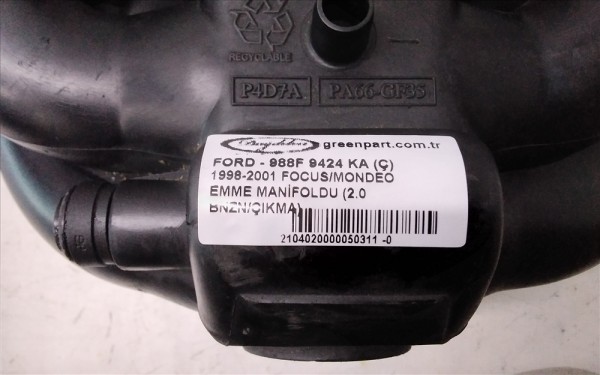 RECYCLABLE
P4D7A
PA66-GF35
greenpart.com.tr
FORD - 988F 9424 KA (Ç)
1998-2001 FOCUS/MONDEO
EMME MANİFOLDU (2.0
BNZN/ÇIKMA)
2104020000050311 -0